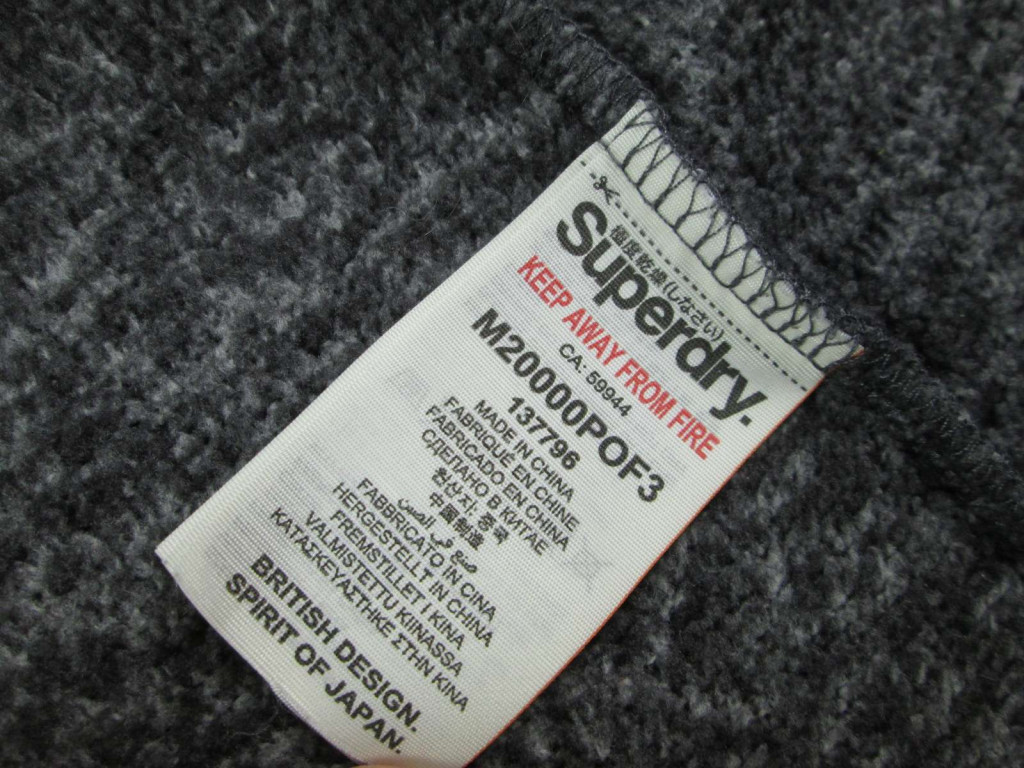 極度乾燥(しなさい)
Superdry.
KEEP AWAY FROM FIRE
CA: 59944
M20000POF3
137796
MADE IN CHINA
FABRIQUÉ EN CHINE
FABRICADO EN CHINA
СДЕЛАНО В КИТАЕ
원산지: 중국
中國制造
صنع في الصين
FABBRICATO IN CINA
HERGESTELLT IN CHINA
FREMSTILLET I KINA
VALMISTETTU KIINASSA
ΚΑΤΑΣΚΕΥΑΣΤΗΚΕ ΣΤΗΝ ΚΙΝΑ
BRITISH DESIGN.
SPIRIT OF JAPAN.